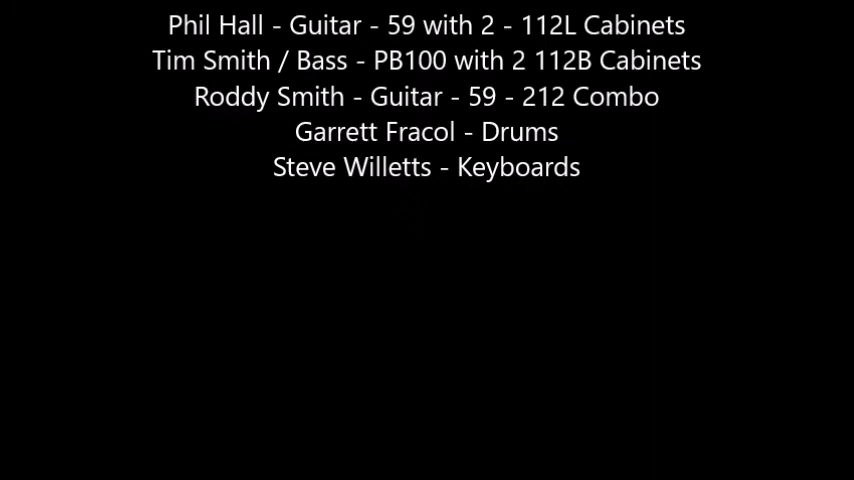 Phil Hall - Guitar - 59 with 2 - 112L Cabinets
Tim Smith / Bass - PB100 with 2 112B Cabinets
Roddy Smith - Guitar - 59 - 212 Combo
Garrett Fracol - Drums
Steve Willetts - Keyboards